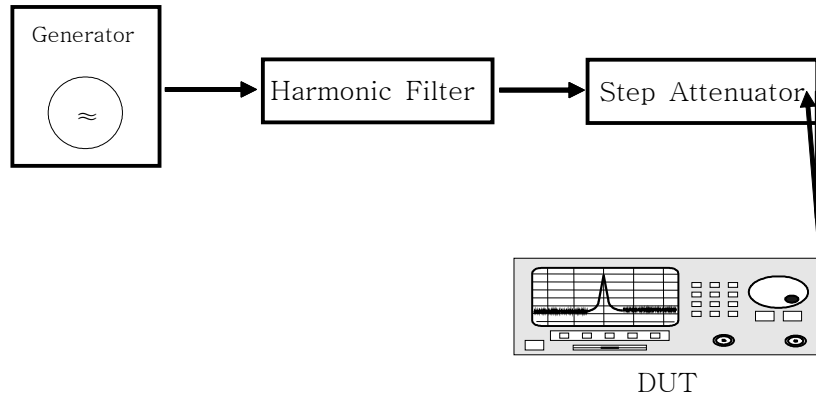 Generator
≈
Harmonic Filter
Step Attenuator
DUT